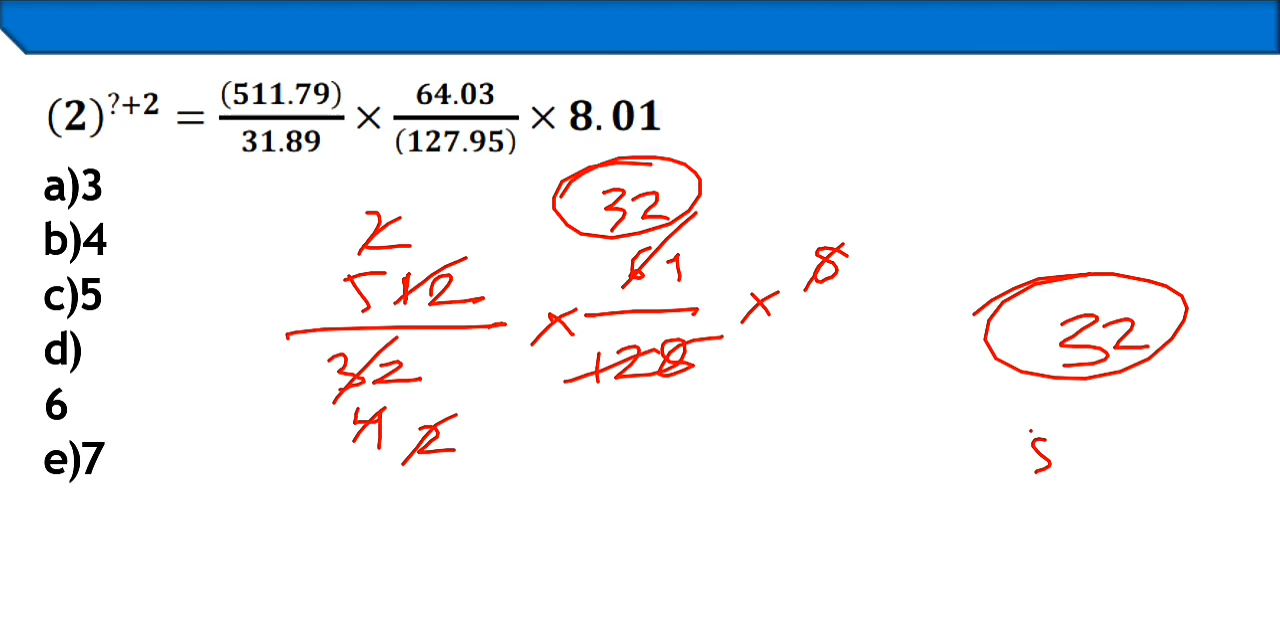 (2)^{?+2} = (511.79)/31.89 × 64.03/(127.95) × 8.01
a)3
b)4
c)5
d)
6
e)7
2
32
512
32
4 2
×
64
128
× 8
32
5